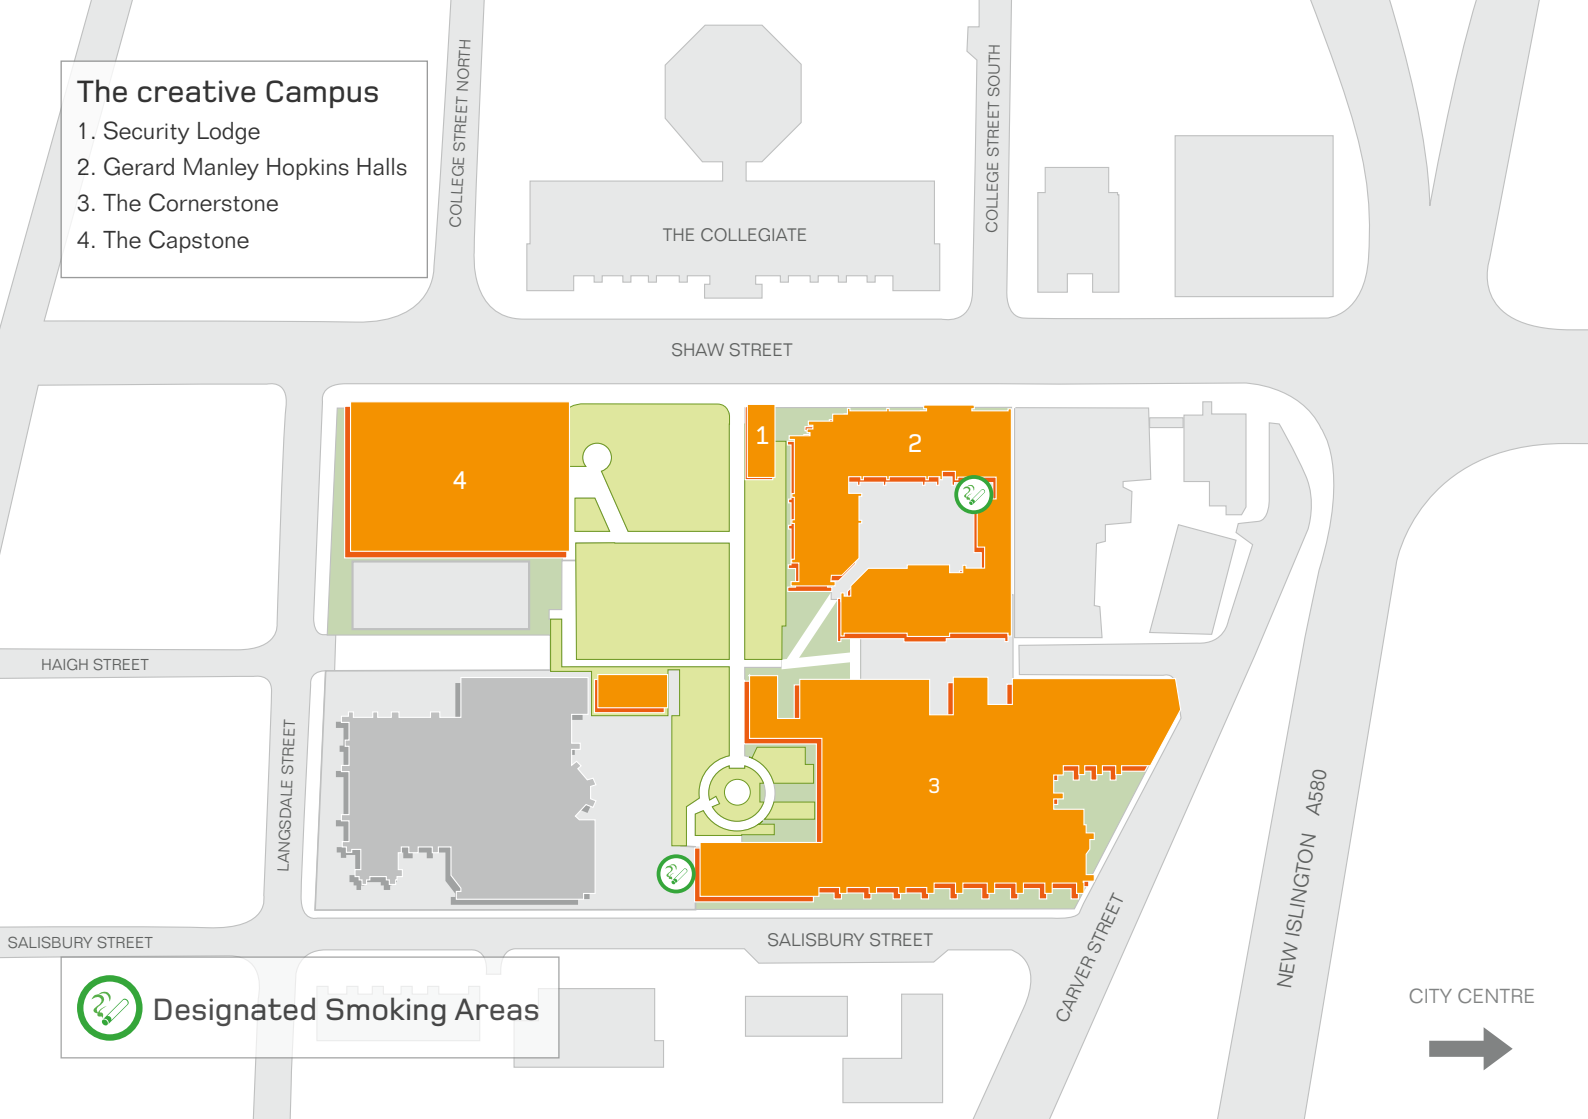 The creative Campus
1. Security Lodge
2. Gerard Manley Hopkins Halls
3. The Cornerstone
4. The Capstone
COLLEGE STREET NORTH
THE COLLEGIATE
COLLEGE STREET SOUTH
SHAW STREET
4
1
2
HAIGH STREET
LANGSDALE STREET
3
NEW ISLINGTON A580
SALISBURY STREET
SALISBURY STREET
CARVER STREET
Designated Smoking Areas
CITY CENTRE